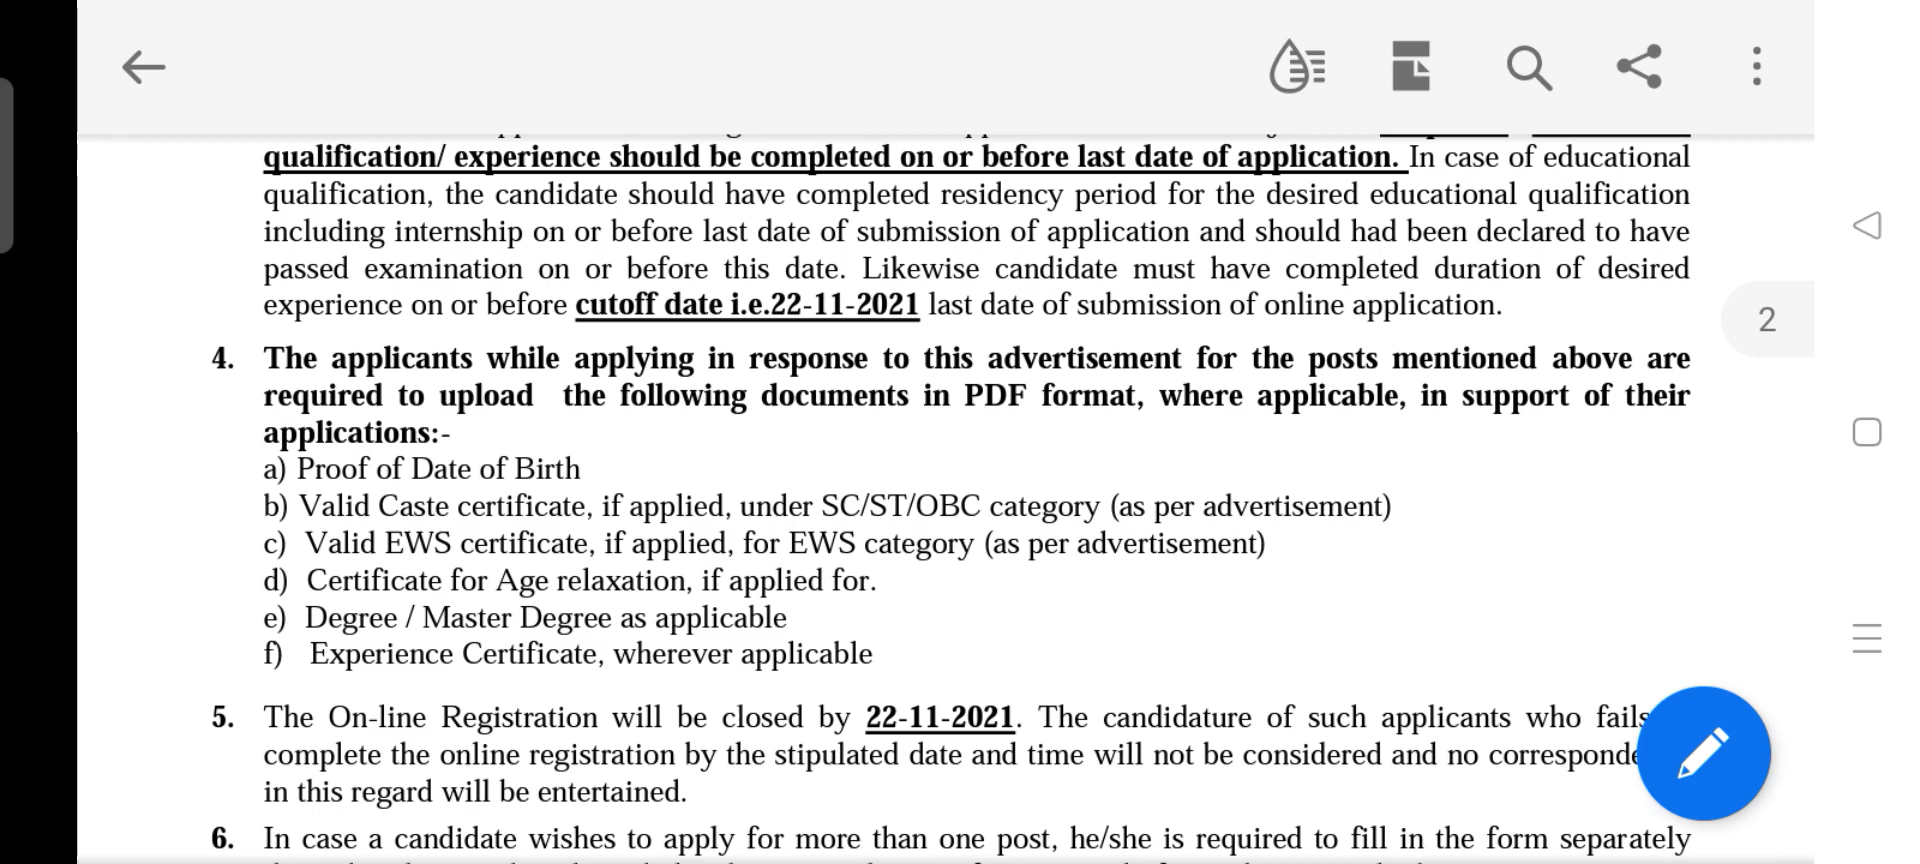 qualification/ experience should be completed on or before last date of application. In case of educational
qualification, the candidate should have completed residency period for the desired educational qualification
including internship on or before last date of submission of application and should had been declared to have
passed examination on or before this date. Likewise candidate must have completed duration of desired
experience on or before cutoff date i.e.22-11-2021 last date of submission of online application.
2
4. The applicants while applying in response to this advertisement for the posts mentioned above are
required to upload the following documents in PDF format, where applicable, in support of their
applications:-
a) Proof of Date of Birth
b) Valid Caste certificate, if applied, under SC/ST/OBC category (as per advertisement)
c) Valid EWS certificate, if applied, for EWS category (as per advertisement)
d) Certificate for Age relaxation, if applied for.
e) Degree / Master Degree as applicable
f) Experience Certificate, wherever applicable
5. The On-line Registration will be closed by 22-11-2021. The candidature of such applicants who fails
complete the online registration by the stipulated date and time will not be considered and no
in this regard will be entertained.
6. In case a candidate wishes to apply for more than one post, he/she is required to fill in the form separately